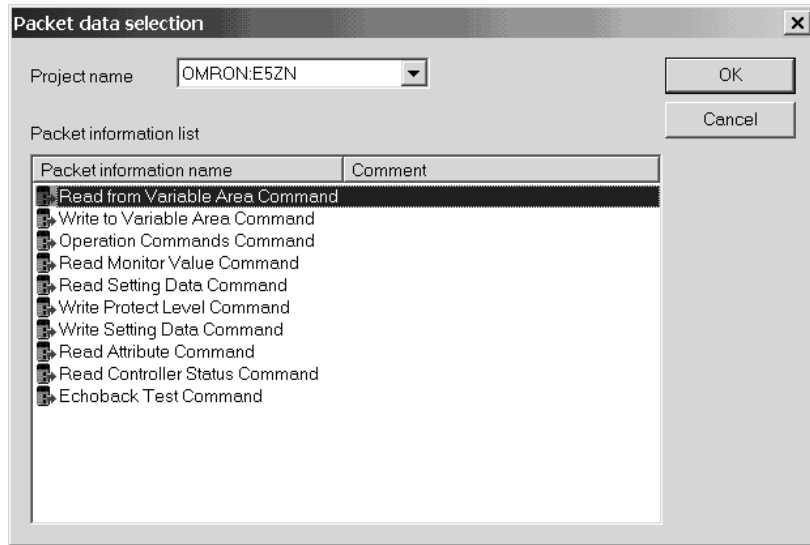 Packet data selection
Project name OMRON:E5ZN OK
Cancel
Packet information list
Packet information name Comment
Read from Variable Area Command
Write to Variable Area Command
Operation Commands Command
Read Monitor Value Command
Read Setting Data Command
Write Protect Level Command
Write Setting Data Command
Read Attribute Command
Read Controller Status Command
Echoback Test Command